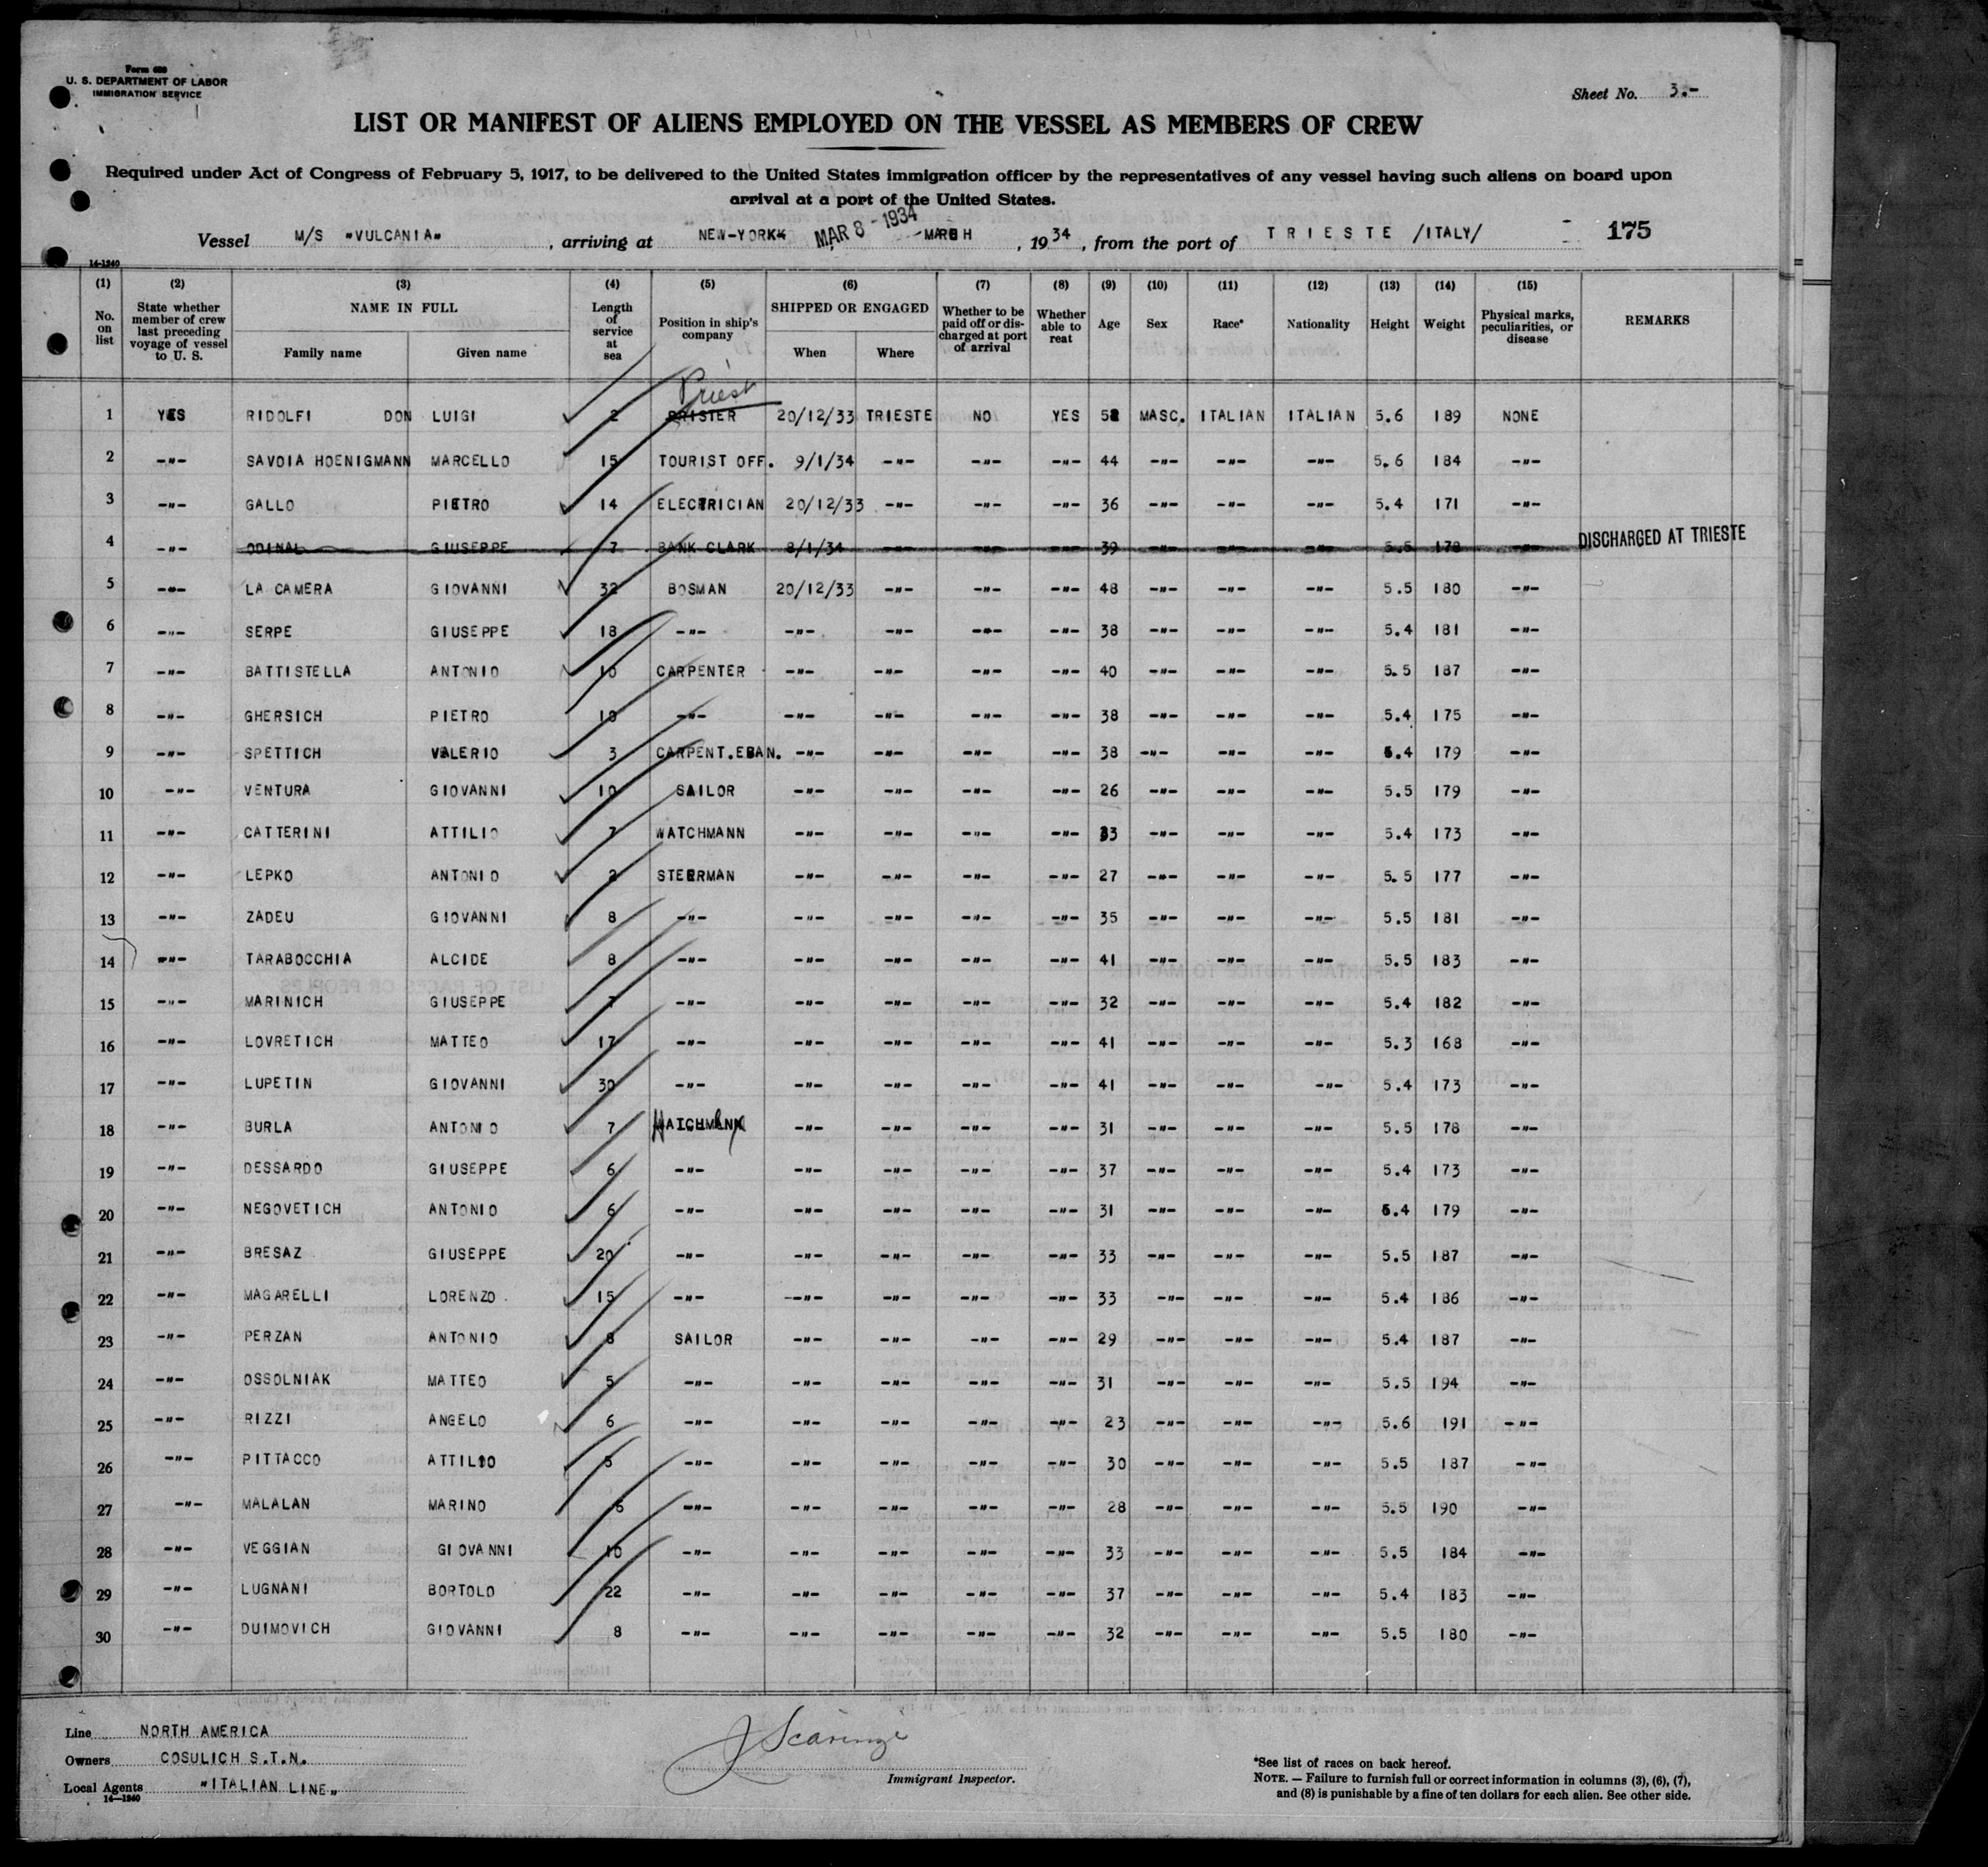 Form 680
U. S. DEPARTMENT OF LABOR
IMMIGRATION SERVICE
Sheet No. 3.-
LIST OR MANIFEST OF ALIENS EMPLOYED ON THE VESSEL AS MEMBERS OF CREW
Required under Act of Congress of February 5, 1917, to be delivered to the United States immigration officer by the representatives of any vessel having such aliens on board upon
arrival at a port of the United States.
Vessel M/S "VULCANIA" , arriving at NEW-YORK MAR 8 - 1934 MARCH , 1934 , from the port of TRIESTE /ITALY/ 175
14-1240
(1) (2) (3) (4) (5) (6) (7) (8) (9) (10) (11) (12) (13) (14) (15)
No. on list State whether member of crew last preceding voyage of vessel to U. S. NAME IN FULL Family name Given name Length of service at sea Position in ship's company SHIPPED OR ENGAGED When Where Whether to be paid off or discharged at port of arrival Whether able to reat Age Sex Race* Nationality Height Weight Physical marks, peculiarities, or disease REMARKS
Priest
1 YES RIDOLFI DON LUIGI 2 PRISTER 20/12/33 TRIESTE NO YES 52 MASC. ITALIAN ITALIAN 5.6 189 NONE
2 -"- SAVOIA HOENIGMANN MARCELLO 15 TOURIST OFF. 9/1/34 -"- -"- -"- 44 -"- -"- -"- 5.6 184 -"-
3 -"- GALLO PIETRO 14 ELECTRICIAN 20/12/33 -"- -"- -"- 36 -"- -"- -"- 5.4 171 -"-
4 -"- ODINAL GIUSEPPE 7 BANK CLARK 8/1/34 -"- -"- -"- 39 -"- -"- -"- 5.5 178 -"- DISCHARGED AT TRIESTE
5 -"- LA CAMERA GIOVANNI 32 BOSMAN 20/12/33 -"- -"- -"- 48 -"- -"- -"- 5.5 180 -"-
6 -"- SERPE GIUSEPPE 18 -"- -"- -"- -"- -"- 38 -"- -"- -"- 5.4 181 -"-
7 -"- BATTISTELLA ANTONIO 10 CARPENTER -"- -"- -"- -"- 40 -"- -"- -"- 5.5 187 -"-
8 -"- GHERSICH PIETRO 10 -"- -"- -"- -"- -"- 38 -"- -"- -"- 5.4 175 -"-
9 -"- SPETTICH VALERIO 3 CARPENT.EBAN. -"- -"- -"- -"- 38 -"- -"- -"- 5.4 179 -"-
10 -"- VENTURA GIOVANNI 10 SAILOR -"- -"- -"- -"- 26 -"- -"- -"- 5.5 179 -"-
11 -"- CATTERINI ATTILIO 7 WATCHMANN -"- -"- -"- -"- 33 -"- -"- -"- 5.4 173 -"-
12 -"- LEPKO ANTONIO 2 STEERMAN -"- -"- -"- -"- 27 -"- -"- -"- 5.5 177 -"-
13 -"- ZADEU GIOVANNI 8 -"- -"- -"- -"- -"- 35 -"- -"- -"- 5.5 181 -"-
14 -"- TARABOCCHIA ALCIDE 8 -"- -"- -"- -"- -"- 41 -"- -"- -"- 5.5 183 -"-
15 -"- MARINICH GIUSEPPE 7 -"- -"- -"- -"- -"- 32 -"- -"- -"- 5.4 182 -"-
16 -"- LOVRETICH MATTEO 17 -"- -"- -"- -"- -"- 41 -"- -"- -"- 5.3 168 -"-
17 -"- LUPETIN GIOVANNI 30 -"- -"- -"- -"- -"- 41 -"- -"- -"- 5.4 173 -"-
18 -"- BURLA ANTONIO 7 WATCHMANN -"- -"- -"- -"- 31 -"- -"- -"- 5.5 178 -"-
19 -"- DESSARDO GIUSEPPE 6 -"- -"- -"- -"- -"- 37 -"- -"- -"- 5.4 173 -"-
20 -"- NEGOVETICH ANTONIO 6 -"- -"- -"- -"- -"- 31 -"- -"- -"- 5.4 179 -"-
21 -"- BRESAZ GIUSEPPE 20 -"- -"- -"- -"- -"- 33 -"- -"- -"- 5.5 187 -"-
22 -"- MAGARELLI LORENZO 15 -"- -"- -"- -"- -"- 33 -"- -"- -"- 5.4 186 -"-
23 -"- PERZAN ANTONIO 8 SAILOR -"- -"- -"- -"- 29 -"- -"- -"- 5.4 187 -"-
24 -"- OSSOLNIAK MATTEO 5 -"- -"- -"- -"- -"- 31 -"- -"- -"- 5.5 194 -"-
25 -"- RIZZI ANGELO 6 -"- -"- -"- -"- -"- 23 -"- -"- -"- 5.6 191 -"-
26 -"- PITTACCO ATTILIO 5 -"- -"- -"- -"- -"- 30 -"- -"- -"- 5.5 187 -"-
27 -"- MALALAN MARINO 5 -"- -"- -"- -"- -"- 28 -"- -"- -"- 5.5 190 -"-
28 -"- VEGGIAN GIOVANNI 10 -"- -"- -"- -"- -"- 33 -"- -"- -"- 5.5 184 -"-
29 -"- LUGNANI BORTOLO 22 -"- -"- -"- -"- -"- 37 -"- -"- -"- 5.4 183 -"-
30 -"- DUIMOVICH GIOVANNI 8 -"- -"- -"- -"- -"- 32 -"- -"- -"- 5.5 180 -"-
Line NORTH AMERICA
Owners COSULICH S.T.N.
Local Agents "ITALIAN LINE"
14-1240
J Scarinzi
Immigrant Inspector.
*See list of races on back hereof.
NOTE. — Failure to furnish full or correct information in columns (3), (6), (7),
and (8) is punishable by a fine of ten dollars for each alien. See other side.